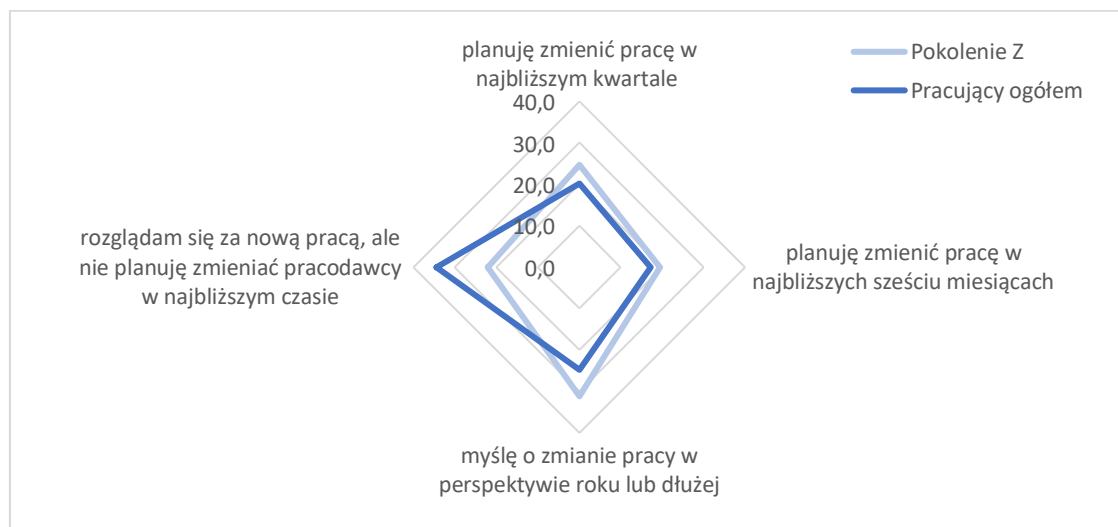 planuję zmienić pracę w
najbliższym kwartale
Pokolenie Z
Pracujący ogółem
40,0
30,0
20,0
10,0
0,0
rozglądam się za nową pracą, ale
nie planuję zmieniać pracodawcy
w najbliższym czasie
planuję zmienić pracę w
najbliższych sześciu miesiącach
myślę o zmianie pracy w
perspektywie roku lub dłużej